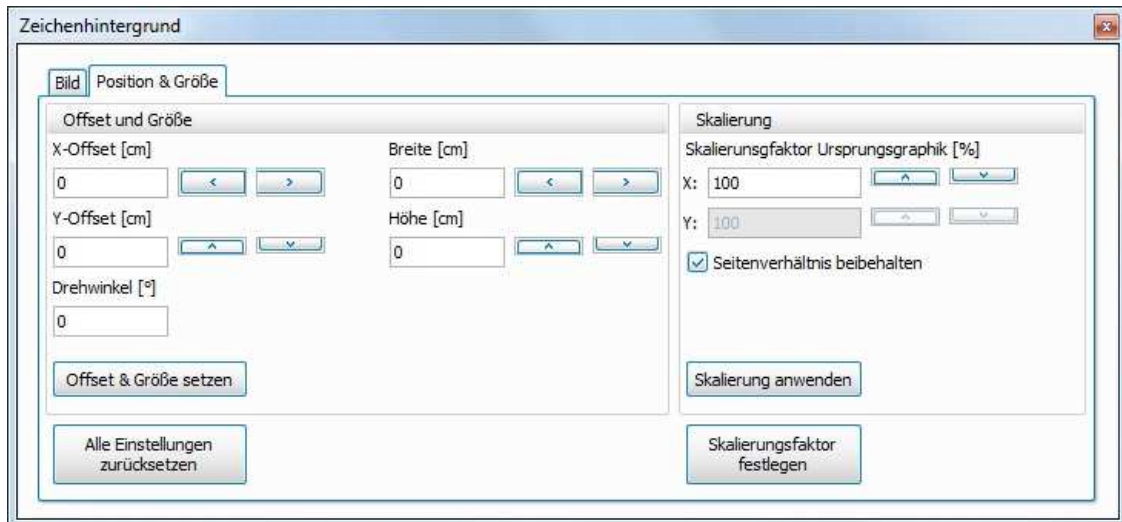 Zeichenhintergrund
Bild Position & Größe
Offset und Größe
X-Offset [cm]
0
Breite [cm]
0
Y-Offset [cm]
0
Höhe [cm]
0
Drehwinkel [°]
0
Offset & Größe setzen
Skalierung
Skalierunsgfaktor Ursprungsgraphik [%]
X: 100
Y: 100
Seitenverhältnis beibehalten
Skalierung anwenden
Alle Einstellungen
zurücksetzen
Skalierungsfaktor
festlegen